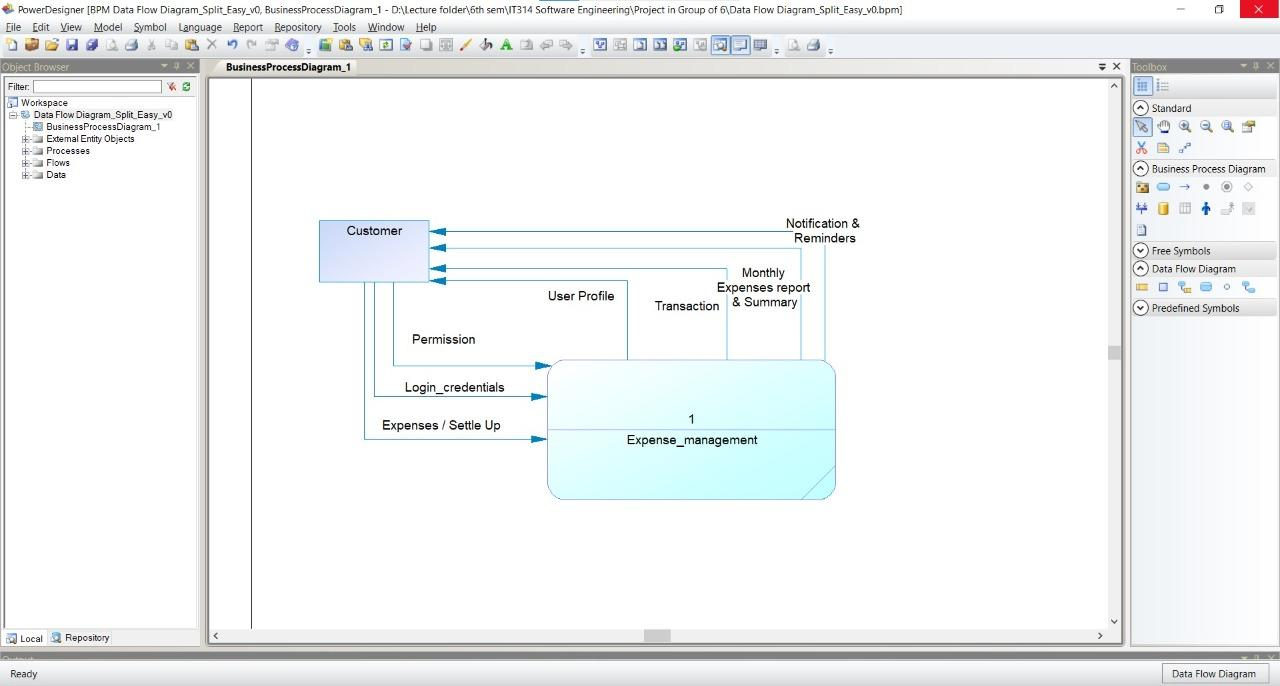 PowerDesigner [BPM Data Flow Diagram_Split_Easy_v0, BusinessProcessDiagram_1 - D:\Lecture folder\6th sem\IT314 Software Engineering\Project in Group of 6\Data Flow Diagram_Split_Easy_v0.bpm]
File Edit View Model Symbol Language Report Repository Tools Window Help
Object Browser
BusinessProcessDiagram_1
Toolbox
Filter:
Workspace
Data Flow Diagram_Split_Easy_v0
BusinessProcessDiagram_1
External Entity Objects
Processes
Flows
Data
Standard
Business Process Diagram
Free Symbols
Data Flow Diagram
Predefined Symbols
Customer
Notification &
Reminders
Monthly
Expenses report
& Summary
User Profile
Transaction
Permission
Login_credentials
Expenses / Settle Up
1
Expense_management
Local Repository
Ready
Data Flow Diagram